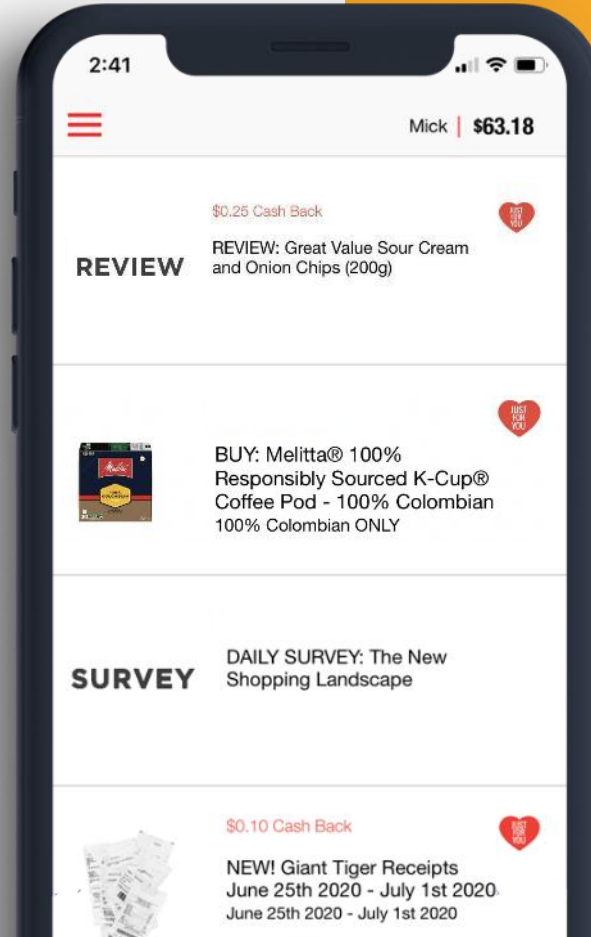 2:41
Mick | $63.18
$0.25 Cash Back
JUST
FOR
YOU
REVIEW
REVIEW: Great Value Sour Cream
and Onion Chips (200g)
JUST
FOR
YOU
Melitta
BUY: Melitta® 100%
Responsibly Sourced K-Cup®
Coffee Pod - 100% Colombian
100% Colombian ONLY
SURVEY
DAILY SURVEY: The New
Shopping Landscape
$0.10 Cash Back
JUST
FOR
YOU
NEW! Giant Tiger Receipts
June 25th 2020 - July 1st 2020
June 25th 2020 - July 1st 2020